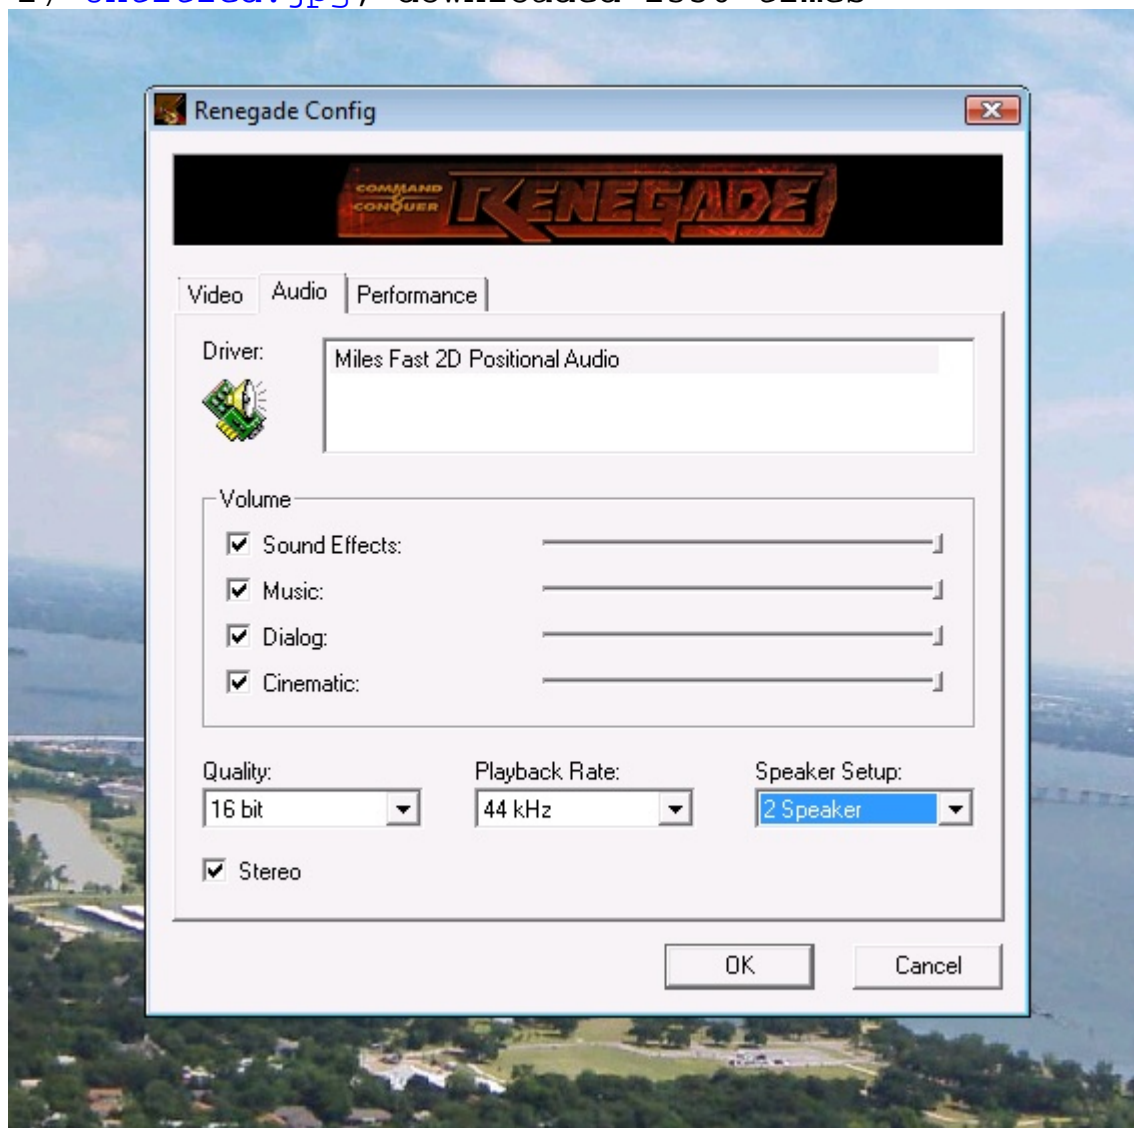 Renegade Config
COMMAND & CONQUER RENEGADE
Video Audio Performance
Driver: Miles Fast 2D Positional Audio
Volume
Sound Effects:
Music:
Dialog:
Cinematic:
Quality: Playback Rate: Speaker Setup:
16 bit 44 kHz 2 Speaker
Stereo
OK Cancel